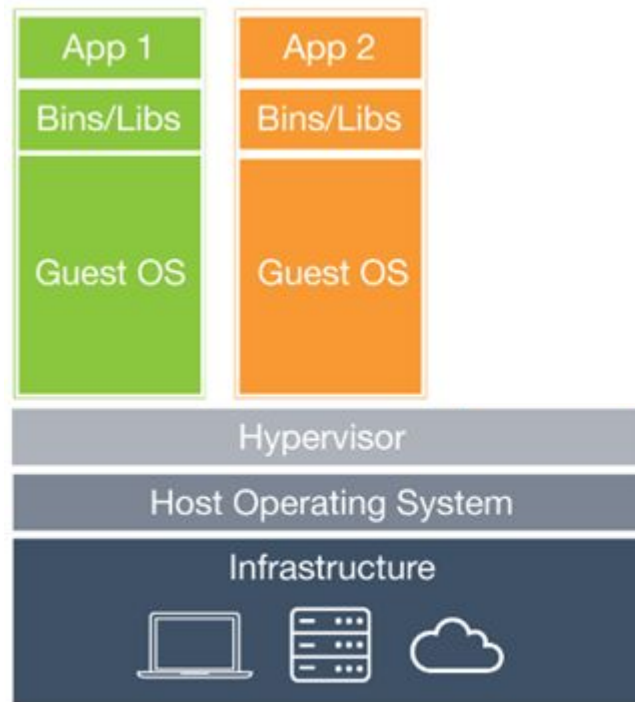 App 1
App 2
Bins/Libs
Bins/Libs
Guest OS
Guest OS
Hypervisor
Host Operating System
Infrastructure